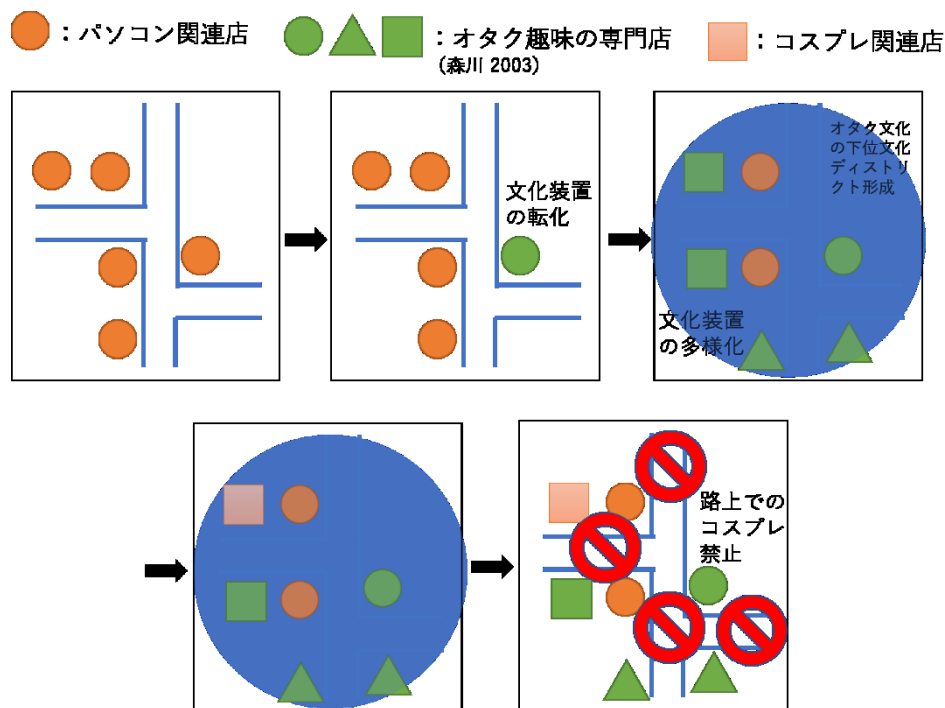 ：パソコン関連店
：オタク趣味の専門店
(森川 2003)
：コスプレ関連店
文化装置
の転化
オタク文化
の下位文化
ディストリ
クト形成
文化装置
の多様化
路上での
コスプレ
禁止